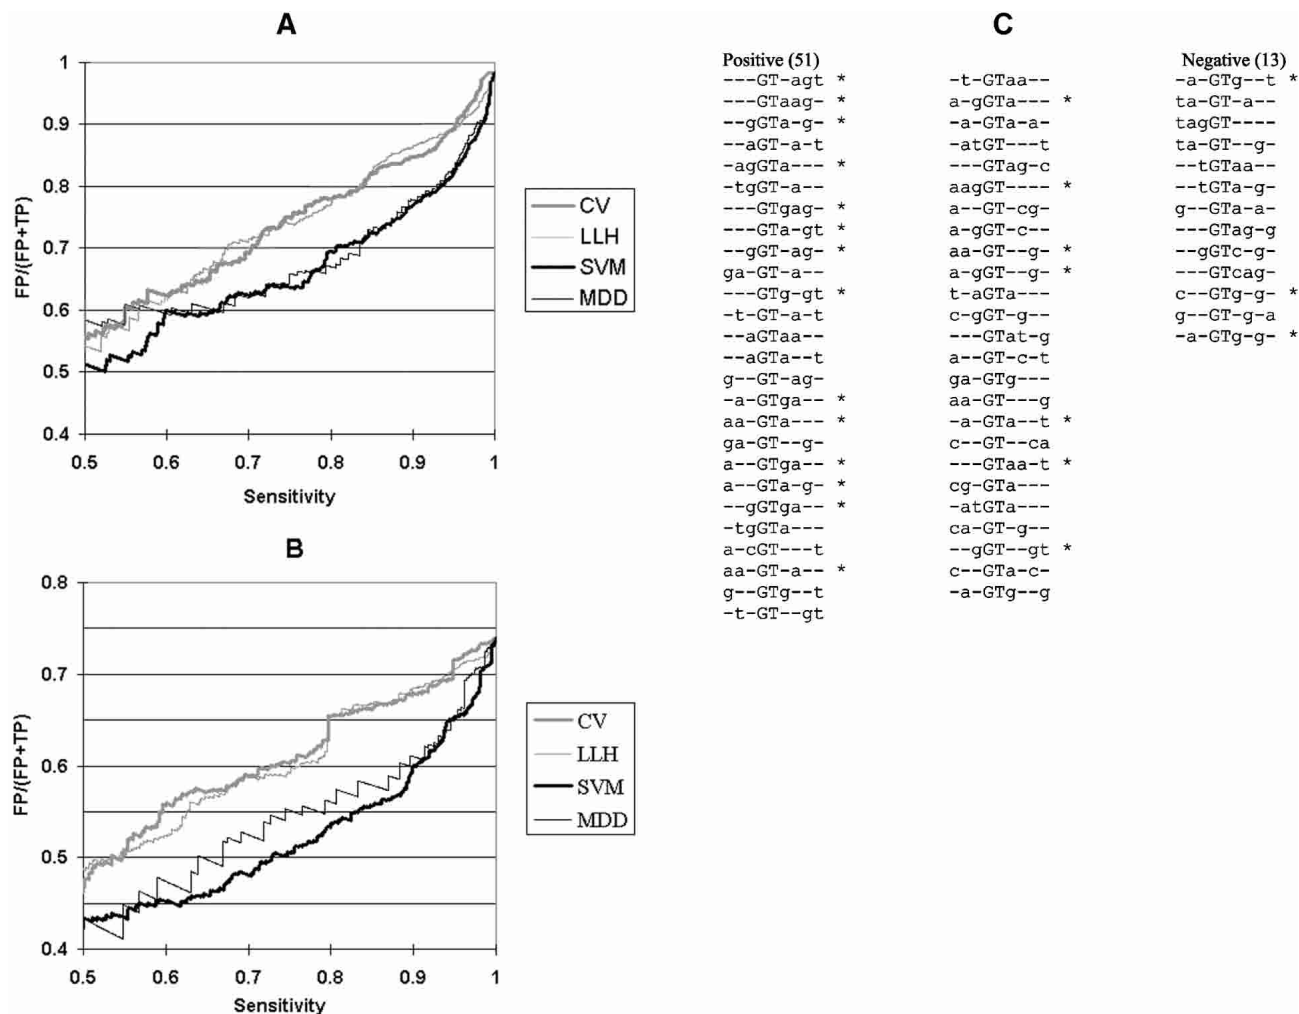 A
1
0.9
0.8
0.7
0.6
0.5
0.4
FP/(FP+TP)
0.5 0.6 0.7 0.8 0.9 1
Sensitivity
CV
LLH
SVM
MDD
B
0.8
0.7
0.6
0.5
0.4
FP/(FP+TP)
0.5 0.6 0.7 0.8 0.9 1
Sensitivity
CV
LLH
SVM
MDD
C
Positive (51)
---GT-agt *
---GTaag- *
--gGTa-g- *
--aGT-a-t
-agGTa--- *
-tgGT-a--
---GTgag- *
---GTa-gt *
--gGT-ag- *
ga-GT-a--
---GTg-gt *
-t-GT-a-t
--aGTaa--
--aGTa--t
g--GT-ag-
-a-GTga-- *
aa-GTa--- *
ga-GT--g-
a--GTga-- *
a--GTa-g- *
--gGTga-- *
-tgGTa---
a-cGT---t
aa-GT-a-- *
g--GTg--t
-t-GT--gt
-t-GTaa--
a-gGTa--- *
-a-GTa-a-
-atGT---t
---GTag-c
aagGT---- *
a--GT-cg-
a-gGT-c--
aa-GT--g- *
a-gGT--g- *
t-aGTa---
c-gGT-g--
---GTat-g
a--GT-c-t
ga-GTg---
aa-GT---g
-a-GTa--t *
c--GT--ca
---GTaa-t *
cg-GTa---
-atGTa---
ca-GT-g--
--gGT--gt *
c--GTa-c-
-a-GTg--g
Negative (13)
-a-GTg--t *
ta-GT-a--
tagGT----
ta-GT--g-
--tGTaa--
--tGTa-g-
g--GTa-a-
---GTag-g
--gGTc-g-
---GTcag-
c--GTg-g- *
g--GT-g-a
-a-GTg-g- *